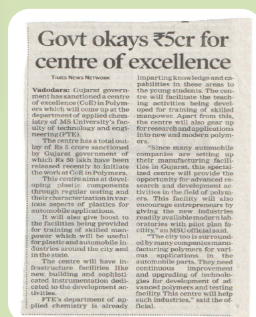 Govt okays ₹5cr for
centre of excellence
TIMES NEWS NETWORK
Vadodara: Gujarat govern-
ment has sanctioned a centre
of excellence (CoE) in Polym-
ers which will come up at the
department of applied chem-
istry of MS University's fac-
ulty of technology and engi-
neering (FTE).
The centre has a total out-
lay of Rs 5 crore sanctioned
by Gujarat government of
which Rs 50 lakh have been
released recently to initiate
the work of CoE in Polymers.
This centre aims at devel-
oping plastic components
through regular testing and
their characterization in var-
ious aspects of plastics for
automobile applications.
It will also give boost to
the facilities being provided
for training of skilled man-
power which will be useful
for plastic and automobile in-
dustries around the city and
in the state.
The centre will have in-
frastructure facilities like
new building and sophisti-
cated instrumentation dedi-
cated to the development ac-
tivities.
FTE's department of ap-
plied chemistry is already
imparting knowledge and ca-
pabilities in these areas to
the young students. The cen-
tre will facilitate the teach-
ing activities being devel-
oped for training of skilled
manpower. Apart from this,
the centre will also gear up
for research and applications
into new and modern polym-
ers.
"Since many automobile
companies are setting up
their manufacturing facili-
ties in Gujarat, this special-
ized centre will provide the
opportunity for advanced re-
search and development ac-
tivities in the field of polym-
ers. This facility will also
encourage entrepreneurs by
giving the new industries
readily available modern lab
centres with pilot plan fa-
cility," an MSU official said.
"The city too is surround-
ed by many companies manu-
facturing polymers for vari-
ous applications in the
automobile parts. They need
continuous improvement
and upgrading of technolo-
gies for development of ad-
vanced polymers and testing
facility. This centre will help
such industries," said the of-
ficial.